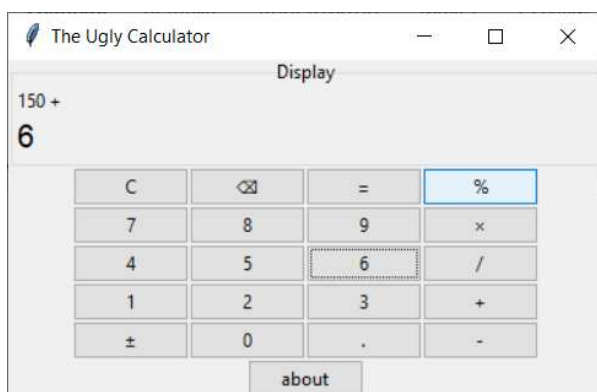 The Ugly Calculator
Display
150 +
6
C ⌫ = %
7 8 9 ×
4 5 6 /
1 2 3 +
± 0 . -
about